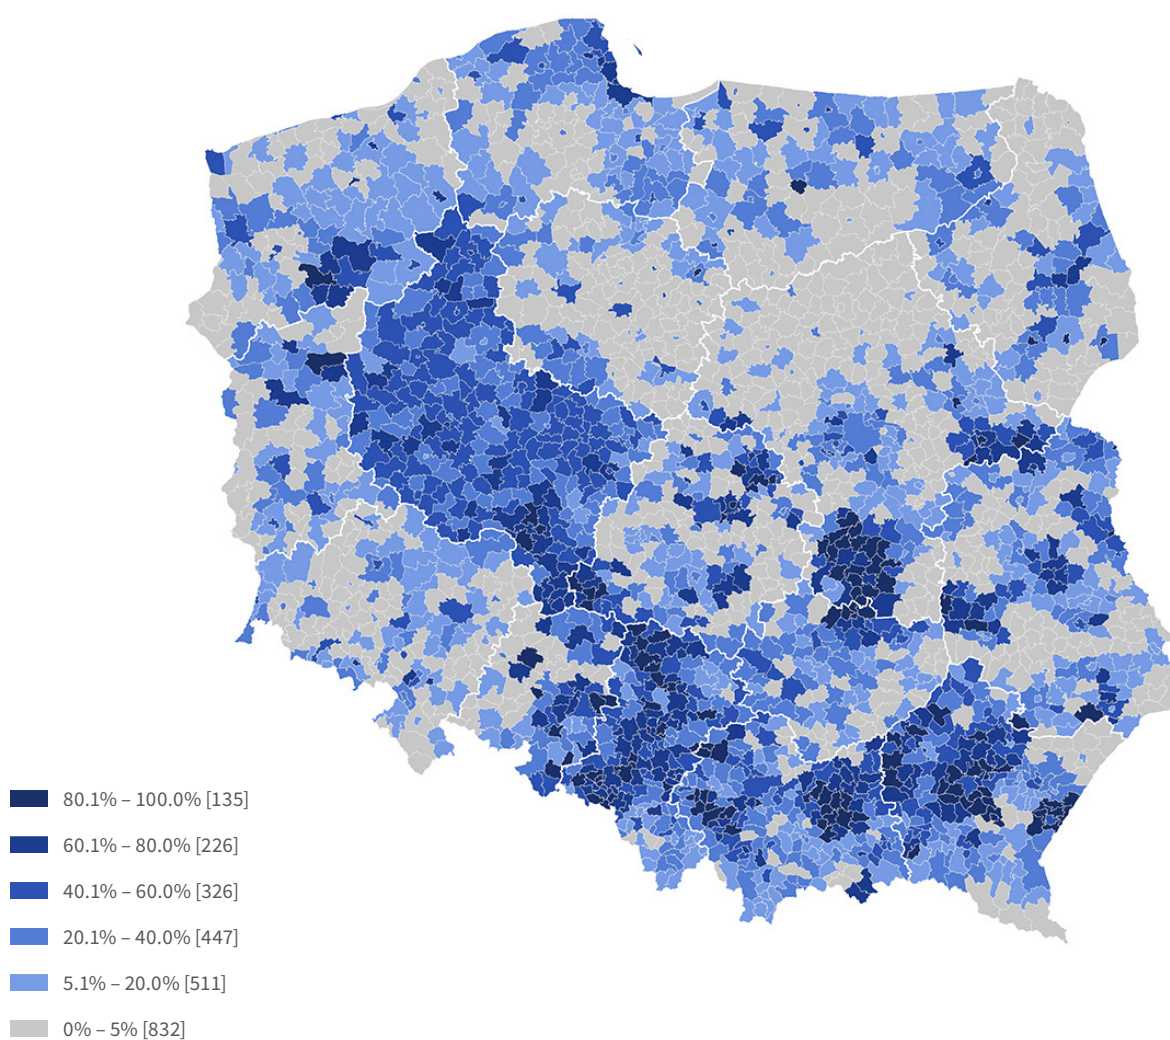 80.1% – 100.0% [135]
60.1% – 80.0% [226]
40.1% – 60.0% [326]
20.1% – 40.0% [447]
5.1% – 20.0% [511]
0% – 5% [832]